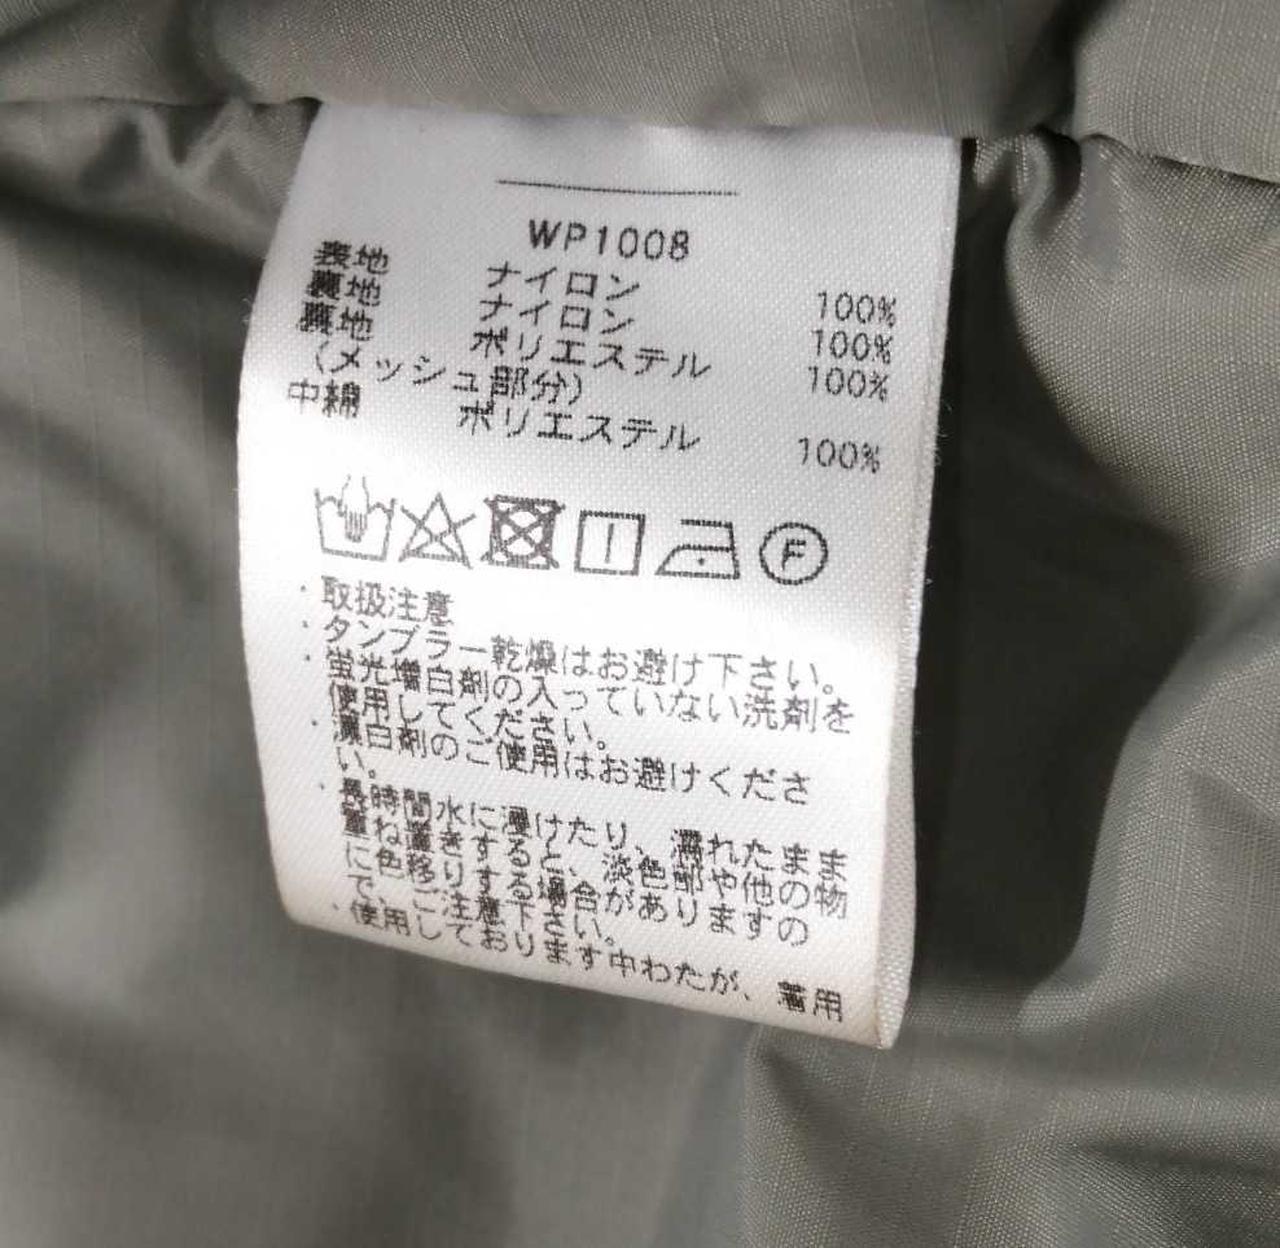 WP1008
表地 ナイロン 100%
裏地 ナイロン 100%
裏地 ポリエステル 100%
(メッシュ部分)
中綿 ポリエステル 100%
F
・取扱注意
・タンブラー乾燥はお避け下さい。
・蛍光増白剤の入っていない洗剤を
使用してください。
・漂白剤のご使用はお避けくださ
い。
・長時間水に浸けたり、濡れたまま
重ね置きすると、淡色部や他の物
に色移りする場合がありますの
で、ご注意下さい。
・使用しております中わたが、着用